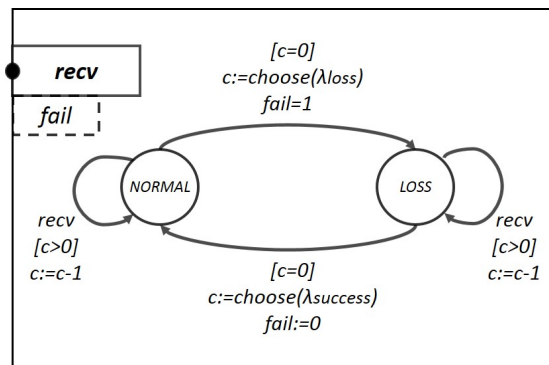 recv
fail
[c=0]
c:=choose(λloss)
fail=1
NORMAL
LOSS
recv
[c>0]
c:=c-1
recv
[c>0]
c:=c-1
[c=0]
c:=choose(λsuccess)
fail:=0